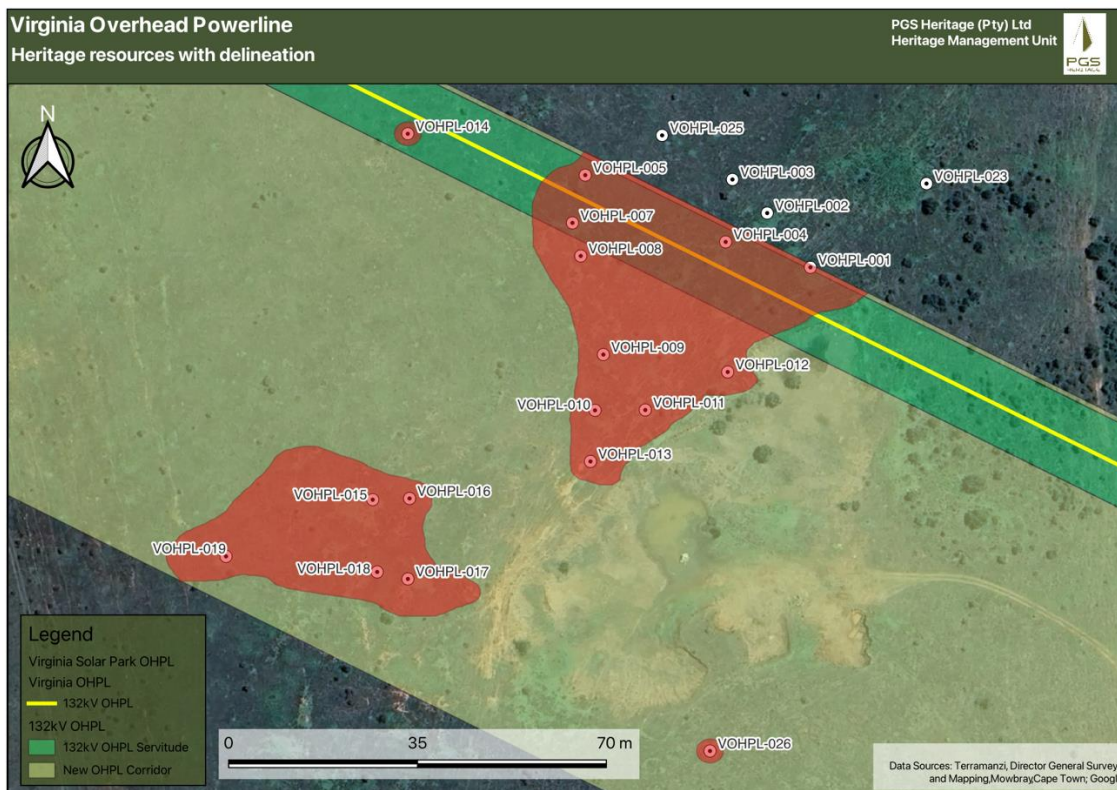 Virginia Overhead Powerline
Heritage resources with delineation
PGS Heritage (Pty) Ltd
Heritage Management Unit
PGS
HERITAGE
N
VOHPL-014
VOHPL-025
VOHPL-005
VOHPL-003
VOHPL-023
VOHPL-002
VOHPL-007
VOHPL-004
VOHPL-008
VOHPL-001
VOHPL-009
VOHPL-012
VOHPL-010
VOHPL-011
VOHPL-013
VOHPL-015
VOHPL-016
VOHPL-019
VOHPL-018
VOHPL-017
VOHPL-026
Legend
Virginia Solar Park OHPL
Virginia OHPL
132kV OHPL
132kV OHPL
132kV OHPL Servitude
New OHPL Corridor
0 35 70 m
Data Sources: Terramanzi, Director General Survey
and Mapping,Mowbray,Cape Town; Googl